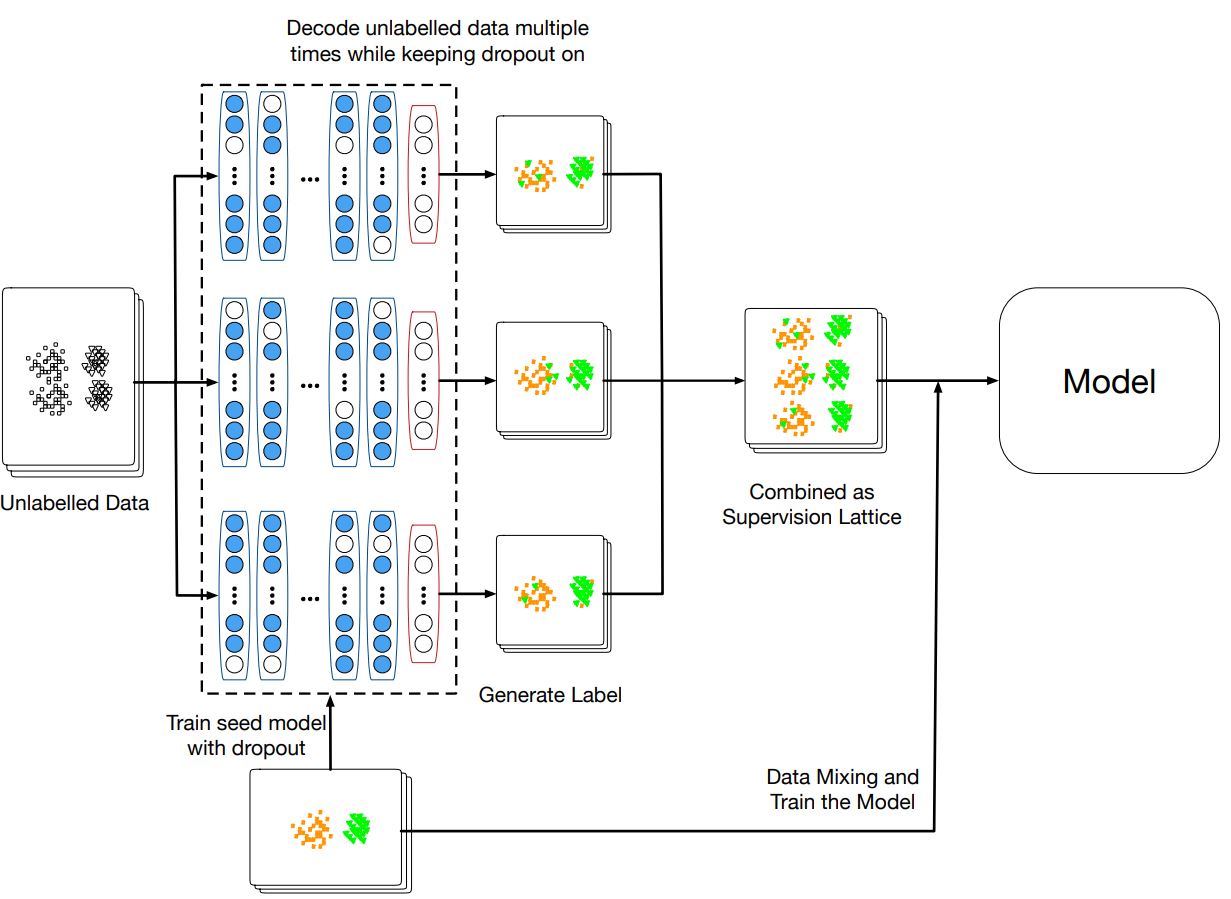 Decode unlabelled data multiple
times while keeping dropout on
Unlabelled Data
Model
Combined as
Supervision Lattice
Generate Label
Train seed model
with dropout
Data Mixing and
Train the Model